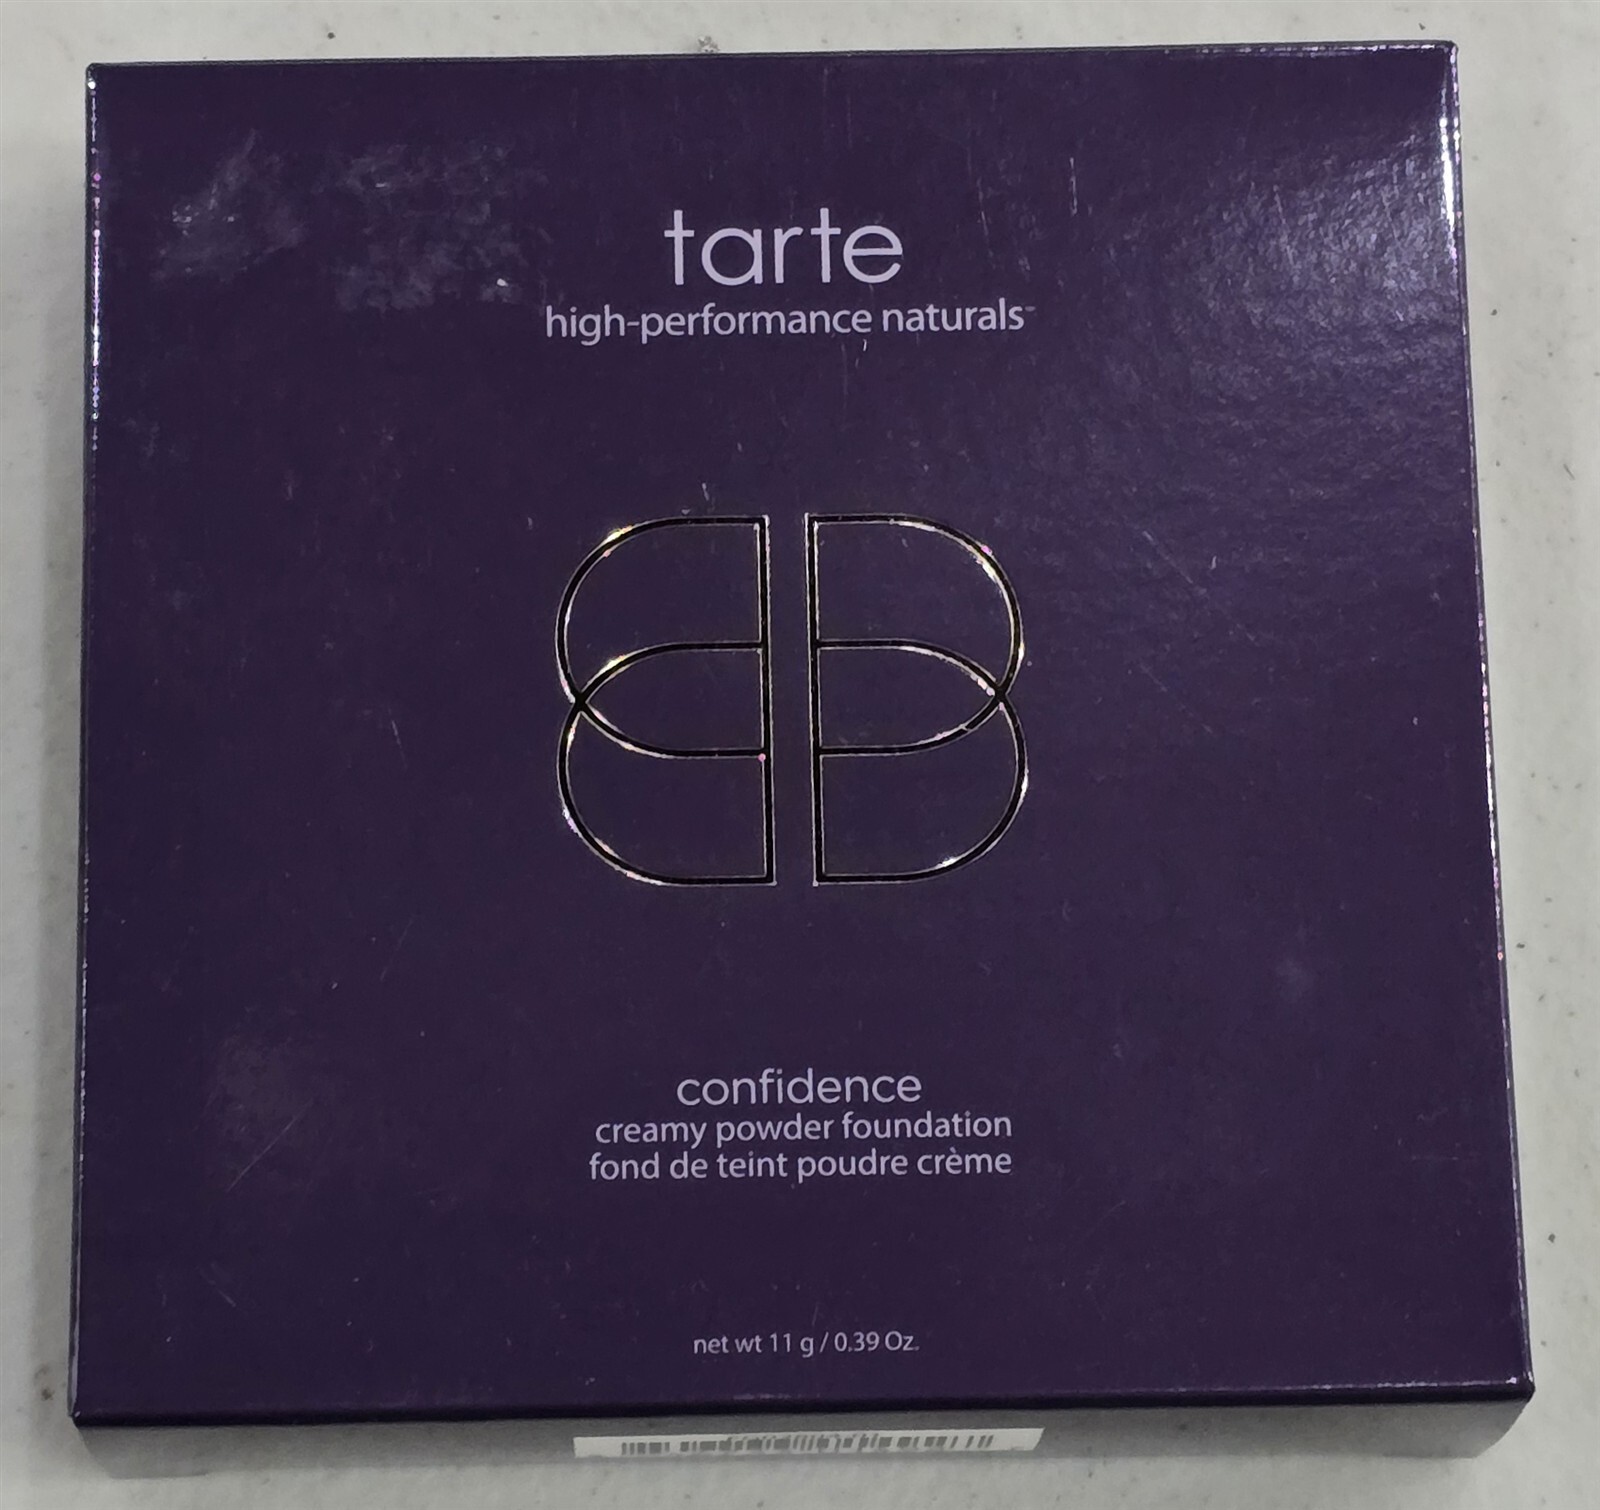 tarte
high-performance naturals™
BB
confidence
creamy powder foundation
fond de teint poudre crème
net wt 11 g / 0.39 Oz.